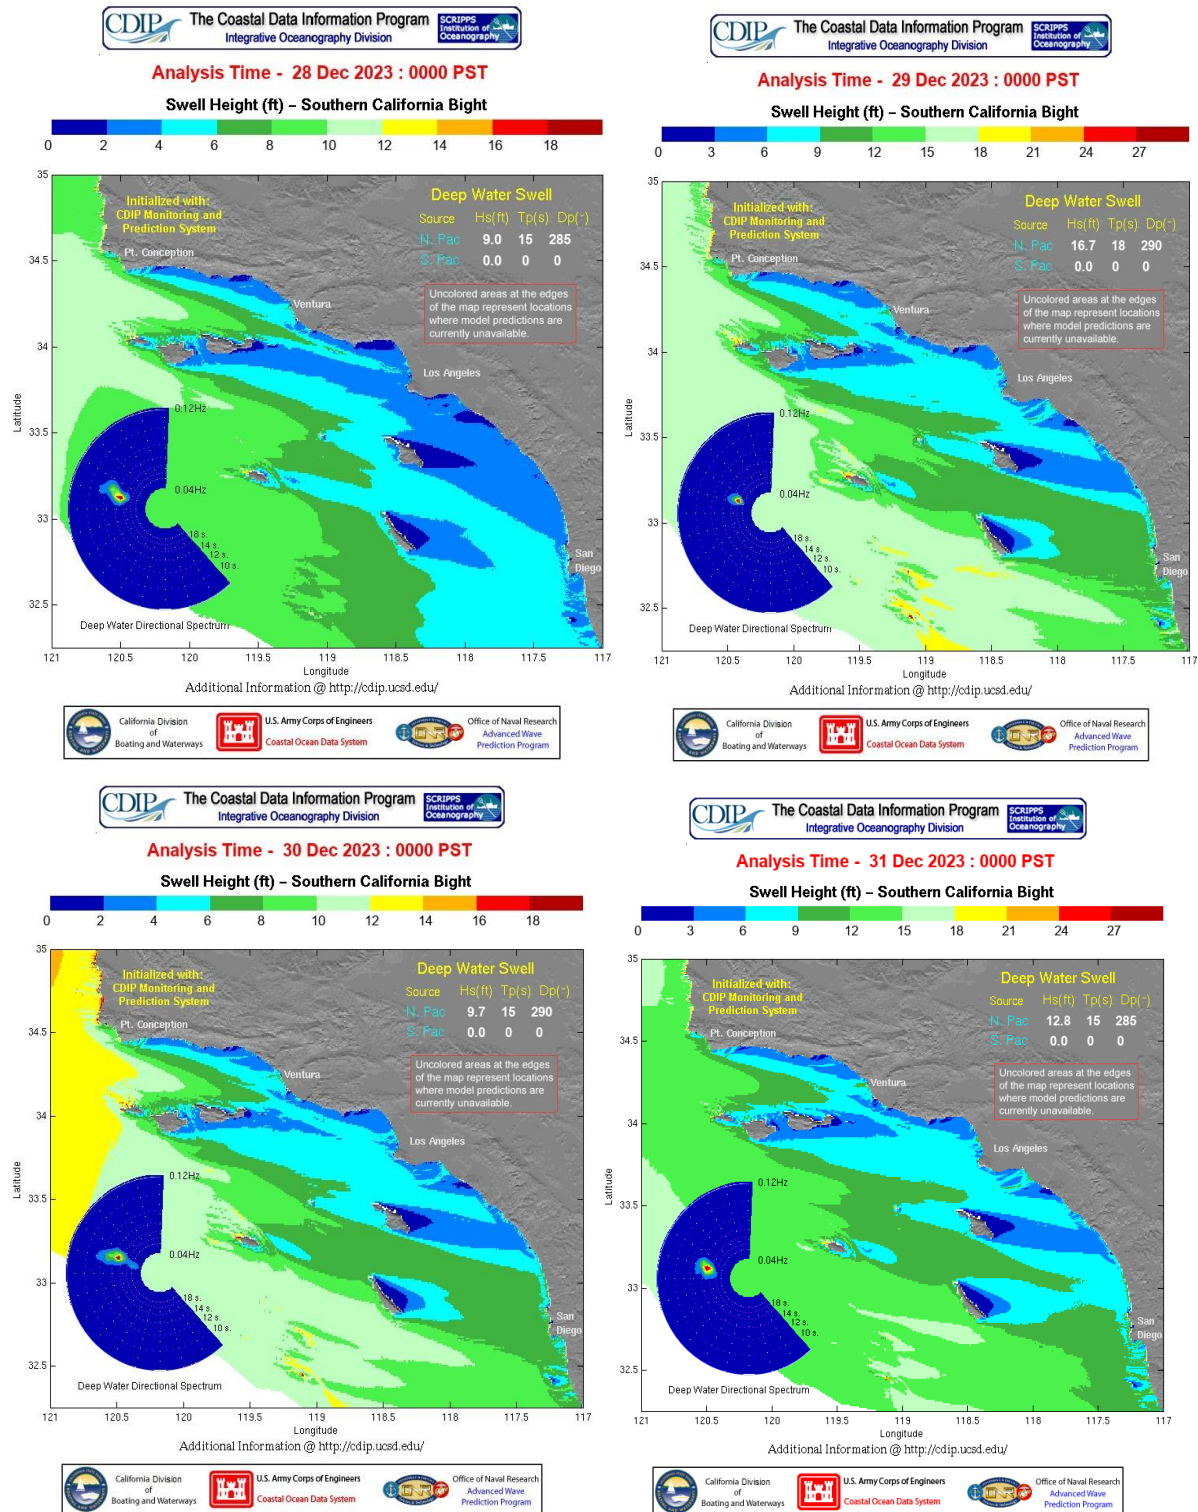 CDIP
The Coastal Data Information Program
Integrative Oceanography Division
SCRIPPS
Institution of
Oceanography
Analysis Time - 28 Dec 2023 : 0000 PST
Swell Height (ft) – Southern California Bight
0 2 4 6 8 10 12 14 16 18
35
34.5
34
33.5
33
32.5
Latitude
Initialized with:
CDIP Monitoring and
Prediction System
Pt. Conception
Ventura
Los Angeles
San
Diego
Deep Water Swell
Source Hs(ft) Tp(s) Dp(~)
N. Pac 9.0 15 285
S. Pac 0.0 0 0
Uncolored areas at the edges
of the map represent locations
where model predictions are
currently unavailable.
0.12Hz
0.04Hz
18 s.
14 s.
12 s.
10 s.
Deep Water Directional Spectrum
121 120.5 120 119.5 119 118.5 118 117.5 117
Longitude
Additional Information @ http://cdip.ucsd.edu/
California Division
of
Boating and Waterways
U.S. Army Corps of Engineers
Coastal Ocean Data System
Office of Naval Research
Advanced Wave
Prediction Program
CDIP
The Coastal Data Information Program
Integrative Oceanography Division
SCRIPPS
Institution of
Oceanography
Analysis Time - 29 Dec 2023 : 0000 PST
Swell Height (ft) – Southern California Bight
0 3 6 9 12 15 18 21 24 27
35
34.5
34
33.5
33
32.5
Latitude
Initialized with:
CDIP Monitoring and
Prediction System
Pt. Conception
Ventura
Los Angeles
San
Diego
Deep Water Swell
Source Hs(ft) Tp(s) Dp(~)
N. Pac 16.7 18 290
S. Pac 0.0 0 0
Uncolored areas at the edges
of the map represent locations
where model predictions are
currently unavailable.
0.12Hz
0.04Hz
18 s.
14 s.
12 s.
10 s.
Deep Water Directional Spectrum
121 120.5 120 119.5 119 118.5 118 117.5 117
Longitude
Additional Information @ http://cdip.ucsd.edu/
California Division
of
Boating and Waterways
U.S. Army Corps of Engineers
Coastal Ocean Data System
Office of Naval Research
Advanced Wave
Prediction Program
CDIP
The Coastal Data Information Program
Integrative Oceanography Division
SCRIPPS
Institution of
Oceanography
Analysis Time - 30 Dec 2023 : 0000 PST
Swell Height (ft) – Southern California Bight
0 2 4 6 8 10 12 14 16 18
35
34.5
34
33.5
33
32.5
Latitude
Initialized with:
CDIP Monitoring and
Prediction System
Pt. Conception
Ventura
Los Angeles
San
Diego
Deep Water Swell
Source Hs(ft) Tp(s) Dp(~)
N. Pac 9.7 15 290
S. Pac 0.0 0 0
Uncolored areas at the edges
of the map represent locations
where model predictions are
currently unavailable.
0.12Hz
0.04Hz
18 s.
14 s.
12 s.
10 s.
Deep Water Directional Spectrum
121 120.5 120 119.5 119 118.5 118 117.5 117
Longitude
Additional Information @ http://cdip.ucsd.edu/
California Division
of
Boating and Waterways
U.S. Army Corps of Engineers
Coastal Ocean Data System
Office of Naval Research
Advanced Wave
Prediction Program
CDIP
The Coastal Data Information Program
Integrative Oceanography Division
SCRIPPS
Institution of
Oceanography
Analysis Time - 31 Dec 2023 : 0000 PST
Swell Height (ft) – Southern California Bight
0 3 6 9 12 15 18 21 24 27
35
34.5
34
33.5
33
32.5
Latitude
Initialized with:
CDIP Monitoring and
Prediction System
Pt. Conception
Ventura
Los Angeles
San
Diego
Deep Water Swell
Source Hs(ft) Tp(s) Dp(~)
N. Pac 12.8 15 285
S. Pac 0.0 0 0
Uncolored areas at the edges
of the map represent locations
where model predictions are
currently unavailable.
0.12Hz
0.04Hz
18 s.
14 s.
12 s.
10 s.
Deep Water Directional Spectrum
121 120.5 120 119.5 119 118.5 118 117.5 117
Longitude
Additional Information @ http://cdip.ucsd.edu/
California Division
of
Boating and Waterways
U.S. Army Corps of Engineers
Coastal Ocean Data System
Office of Naval Research
Advanced Wave
Prediction Program